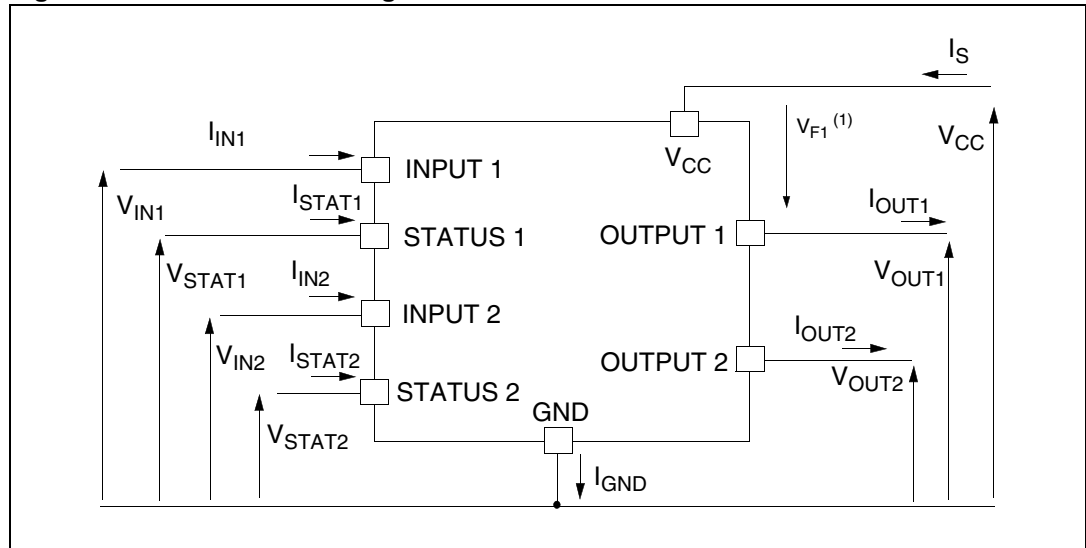 I_S
V_F1 (1)
V_CC
V_CC
I_IN1
INPUT 1
V_IN1
I_STAT1
STATUS 1
V_STAT1
I_IN2
INPUT 2
V_IN2
I_STAT2
STATUS 2
V_STAT2
GND
I_GND
OUTPUT 1
I_OUT1
V_OUT1
OUTPUT 2
I_OUT2
V_OUT2